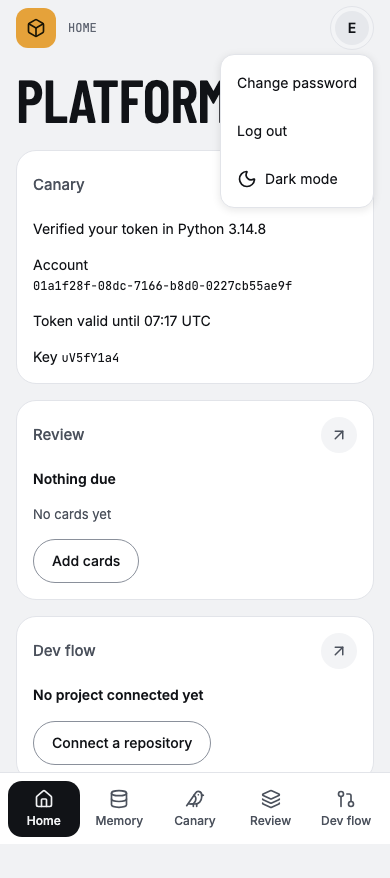 HOME
E
Change password
Log out
Dark mode
PLATFORM
Canary
Verified your token in Python 3.14.8
Account
01a1f28f-08dc-7166-b8d0-0227cb55ae9f
Token valid until 07:17 UTC
Key uV5fY1a4
Review
Nothing due
No cards yet
Add cards
Dev flow
No project connected yet
Connect a repository
Home
Memory
Canary
Review
Dev flow